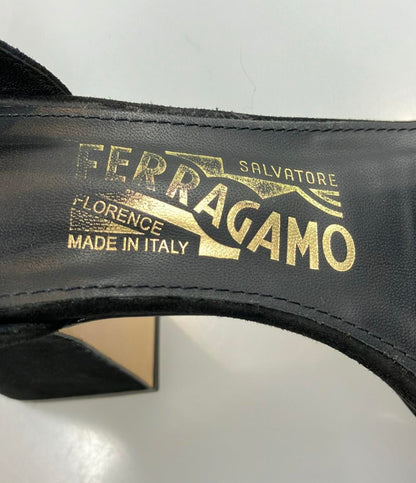 SALVATORE
FERRAGAMO
FLORENCE
MADE IN ITALY